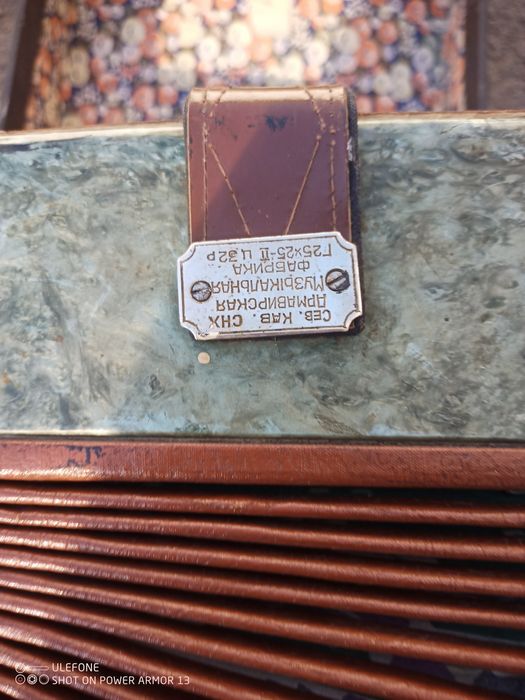 СЕВ. КАВ. СНХ
АРМАВИРСКАЯ
МУЗЫКАЛЬНАЯ
ФАБРИКА
Г25×25-II Ц 32 Р
ULEFONE
SHOT ON POWER ARMOR 13